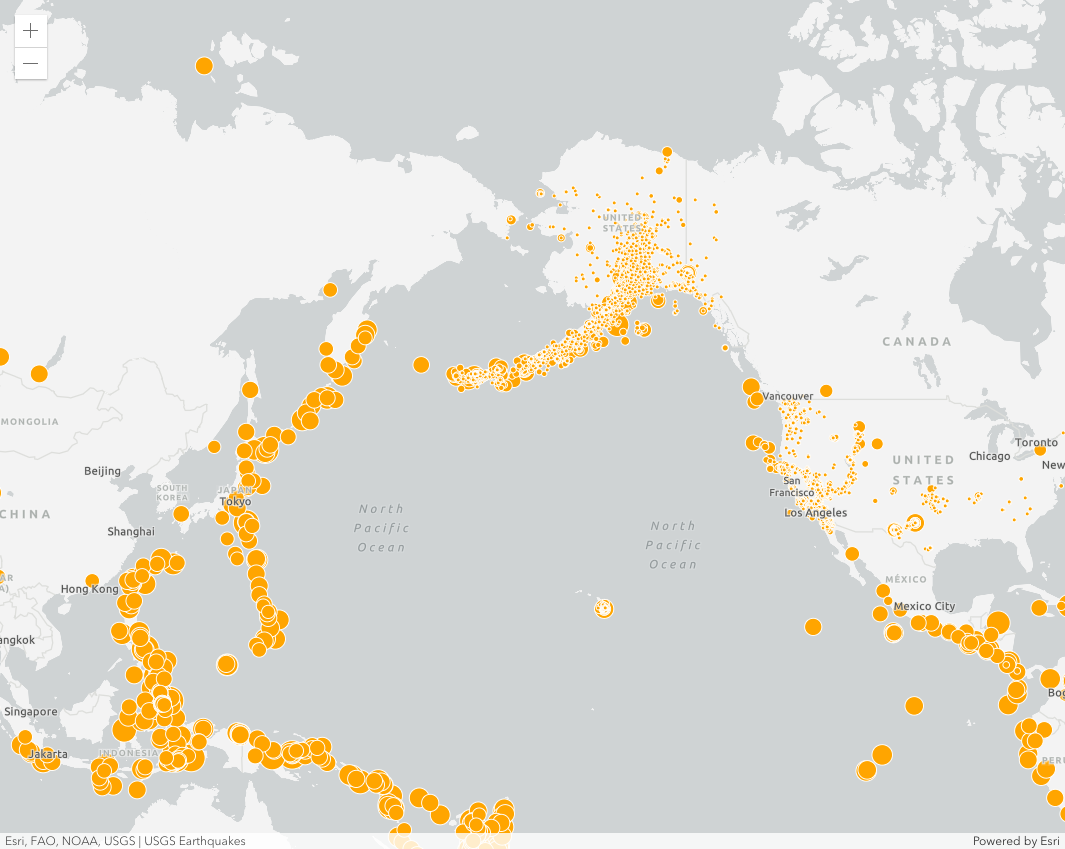 +
−
UNITED
STATES
CANADA
MONGOLIA
Vancouver
Toronto
Chicago
New
Beijing
SOUTH
KOREA
JAPAN
Tokyo
UNITED
STATES
San
Francisco
Los Angeles
CHINA
Shanghai
North
Pacific
Ocean
North
Pacific
Ocean
AR
A)
Hong Kong
MÉXICO
Mexico City
angkok
Singapore
Jakarta
INDONESIA
Bo
PERU
Esri, FAO, NOAA, USGS | USGS Earthquakes
Powered by Esri